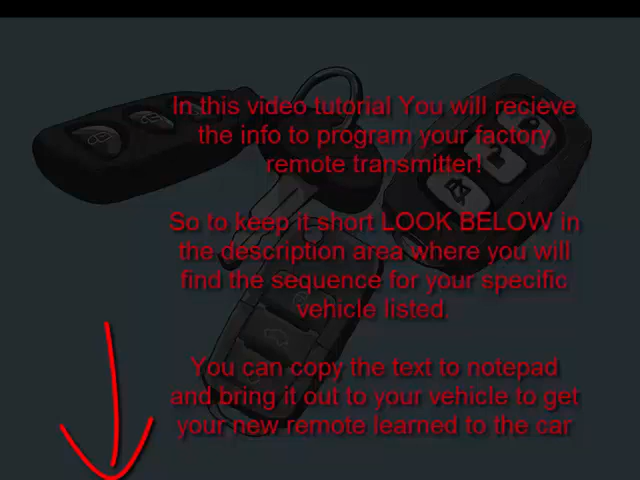 In this video tutorial You will recieve
the info to program your factory
remote transmitter!
So to keep it short LOOK BELOW in
the description area where you will
find the sequence for your specific
vehicle listed.
You can copy the text to notepad
and bring it out to your vehicle to get
your new remote learned to the car